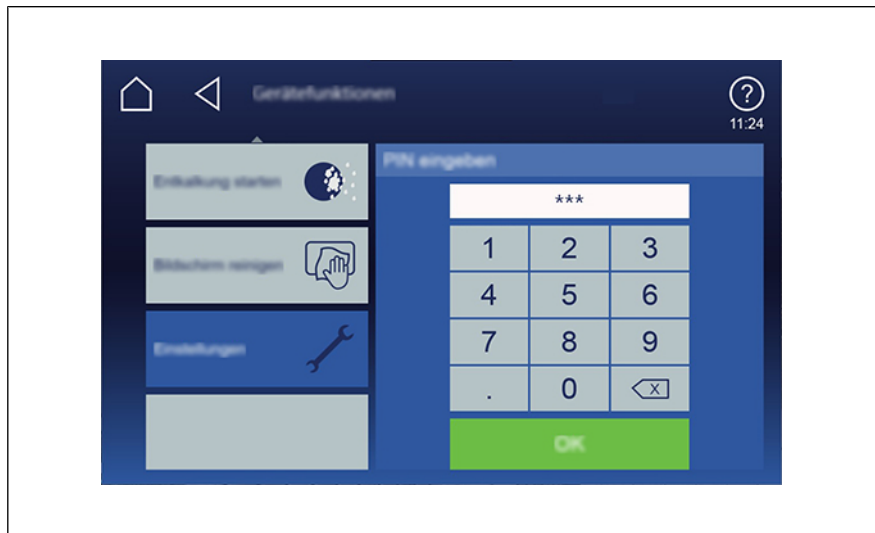 Gerätefunktionen
11:24
Entkalkung starten
PIN eingeben
***
1 2 3
Bildschirm reinigen
4 5 6
7 8 9
Einstellungen
. 0 X
OK
?